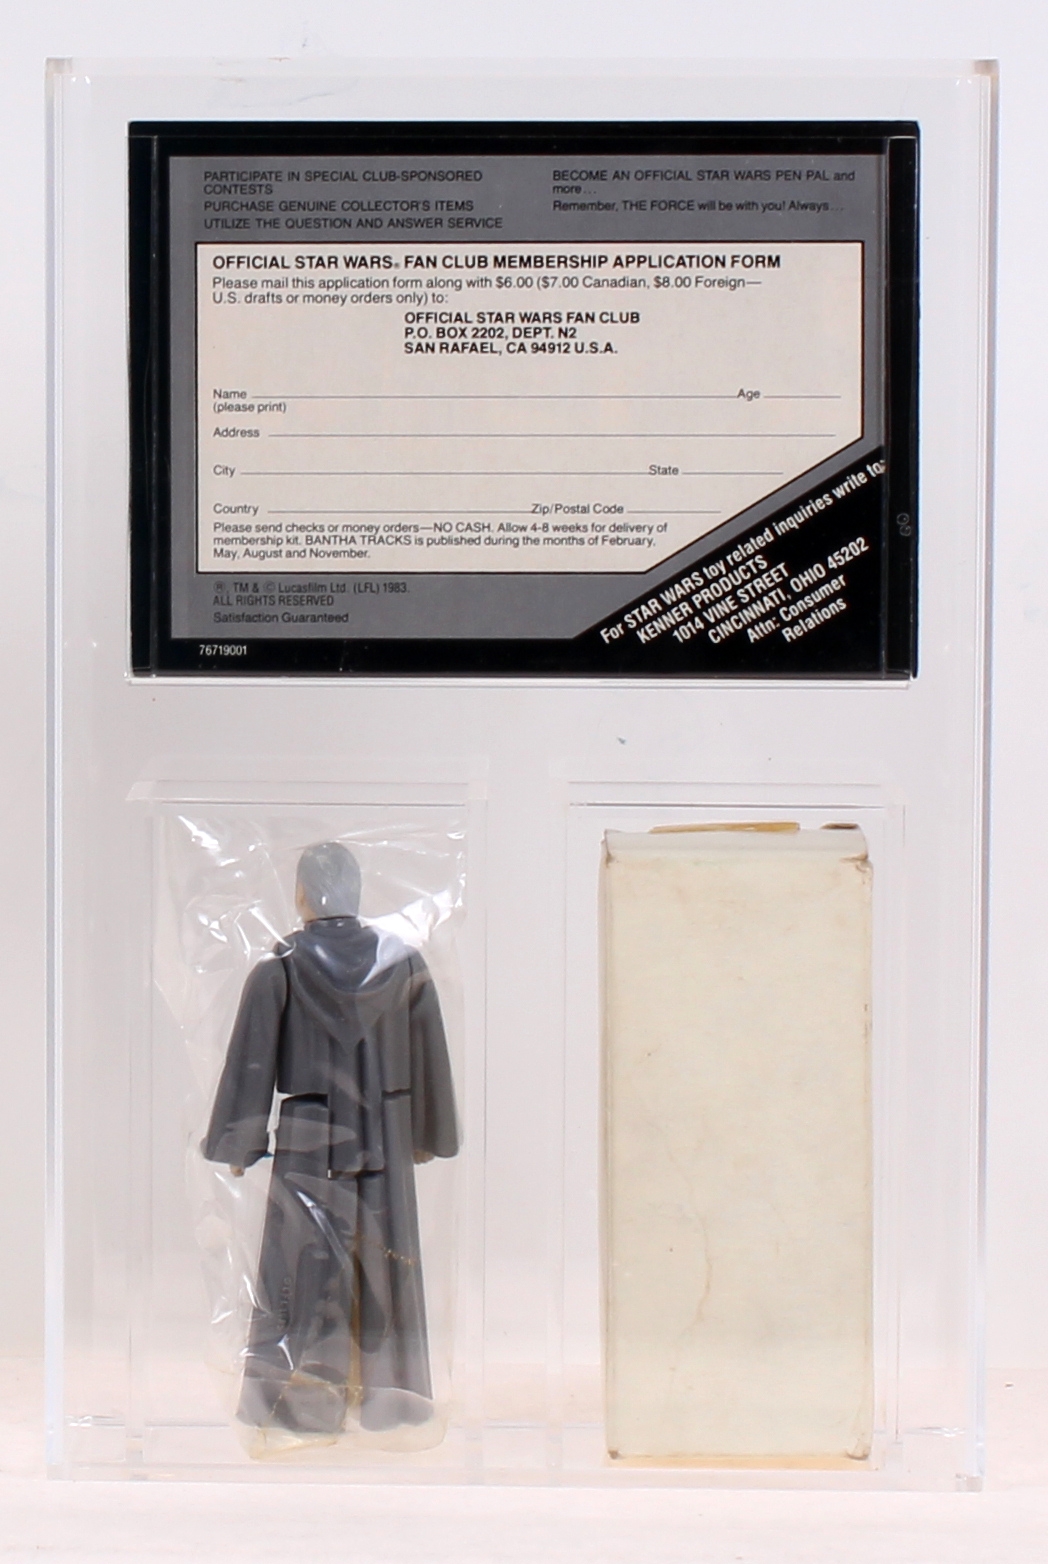 PARTICIPATE IN SPECIAL CLUB-SPONSORED
CONTESTS
PURCHASE GENUINE COLLECTOR'S ITEMS
UTILIZE THE QUESTION AND ANSWER SERVICE
BECOME AN OFFICIAL STAR WARS PEN PAL and
more...
Remember, THE FORCE will be with you! Always...
OFFICIAL STAR WARS® FAN CLUB MEMBERSHIP APPLICATION FORM
Please mail this application form along with $6.00 ($7.00 Canadian, $8.00 Foreign—
U.S. drafts or money orders only) to:
OFFICIAL STAR WARS FAN CLUB
P.O. BOX 2202, DEPT. N2
SAN RAFAEL, CA 94912 U.S.A.
Name Age
(please print)
Address
City State
Country Zip/Postal Code
Please send checks or money orders—NO CASH. Allow 4-8 weeks for delivery of
membership kit. BANTHA TRACKS is published during the months of February,
May, August and November.
®, TM & © Lucasfilm Ltd. (LFL) 1983.
ALL RIGHTS RESERVED
Satisfaction Guaranteed
76719001
For STAR WARS toy related inquiries write to:
KENNER PRODUCTS
1014 VINE STREET
CINCINNATI, OHIO 45202
Attn: Consumer
Relations